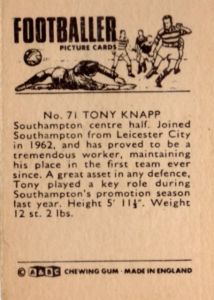 FOOTBALLER
PICTURE CARDS
No. 71 TONY KNAPP
Southampton centre half. Joined
Southampton from Leicester City
in 1962, and has proved to be a
tremendous worker, maintaining
his place in the first team ever
since. A great asset in any defence,
Tony played a key role during
Southampton's promotion season
last year. Height 5' 11½". Weight
12 st. 2 lbs.
© A&BC CHEWING GUM · MADE IN ENGLAND